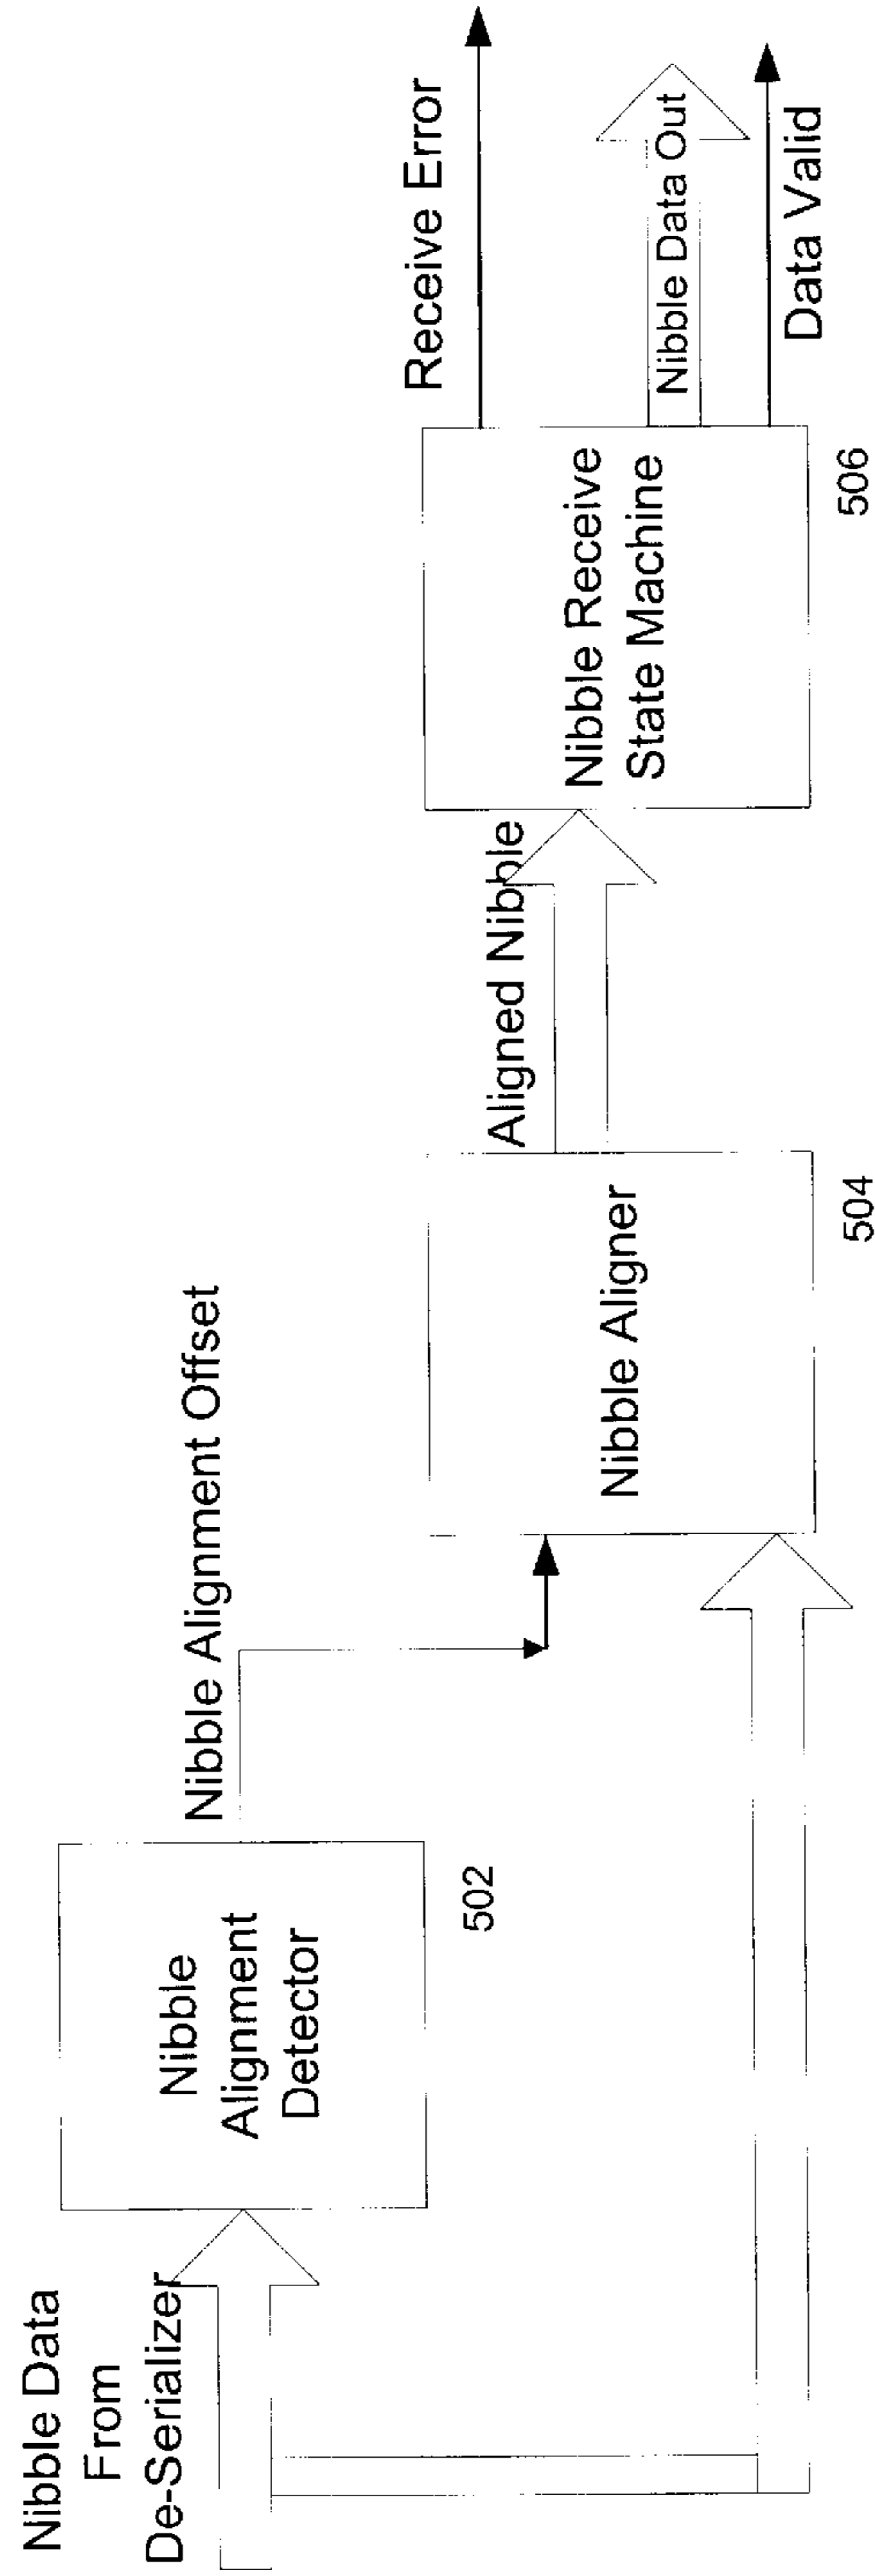 Nibble Data
From
De-Serializer
Nibble
Alignment
Detector
502
Nibble Alignment Offset
Nibble Aligner
504
Aligned Nibble
Nibble Receive
State Machine
506
Receive Error
Nibble Data Out
Data Valid